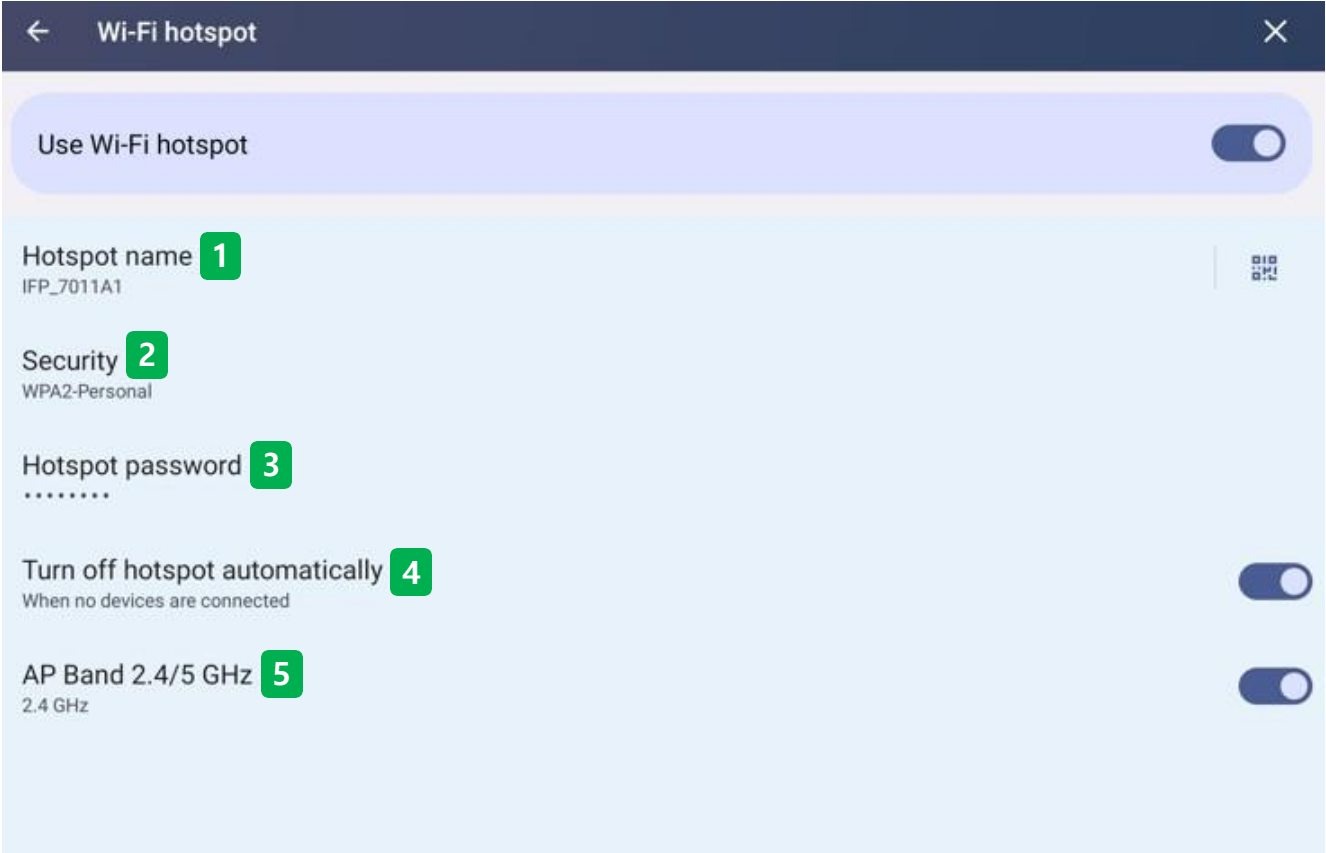 Wi-Fi hotspot
Use Wi-Fi hotspot
Hotspot name 1
IFP_7011A1
Security 2
WPA2-Personal
Hotspot password 3
••••••••
Turn off hotspot automatically 4
When no devices are connected
AP Band 2.4/5 GHz 5
2.4 GHz